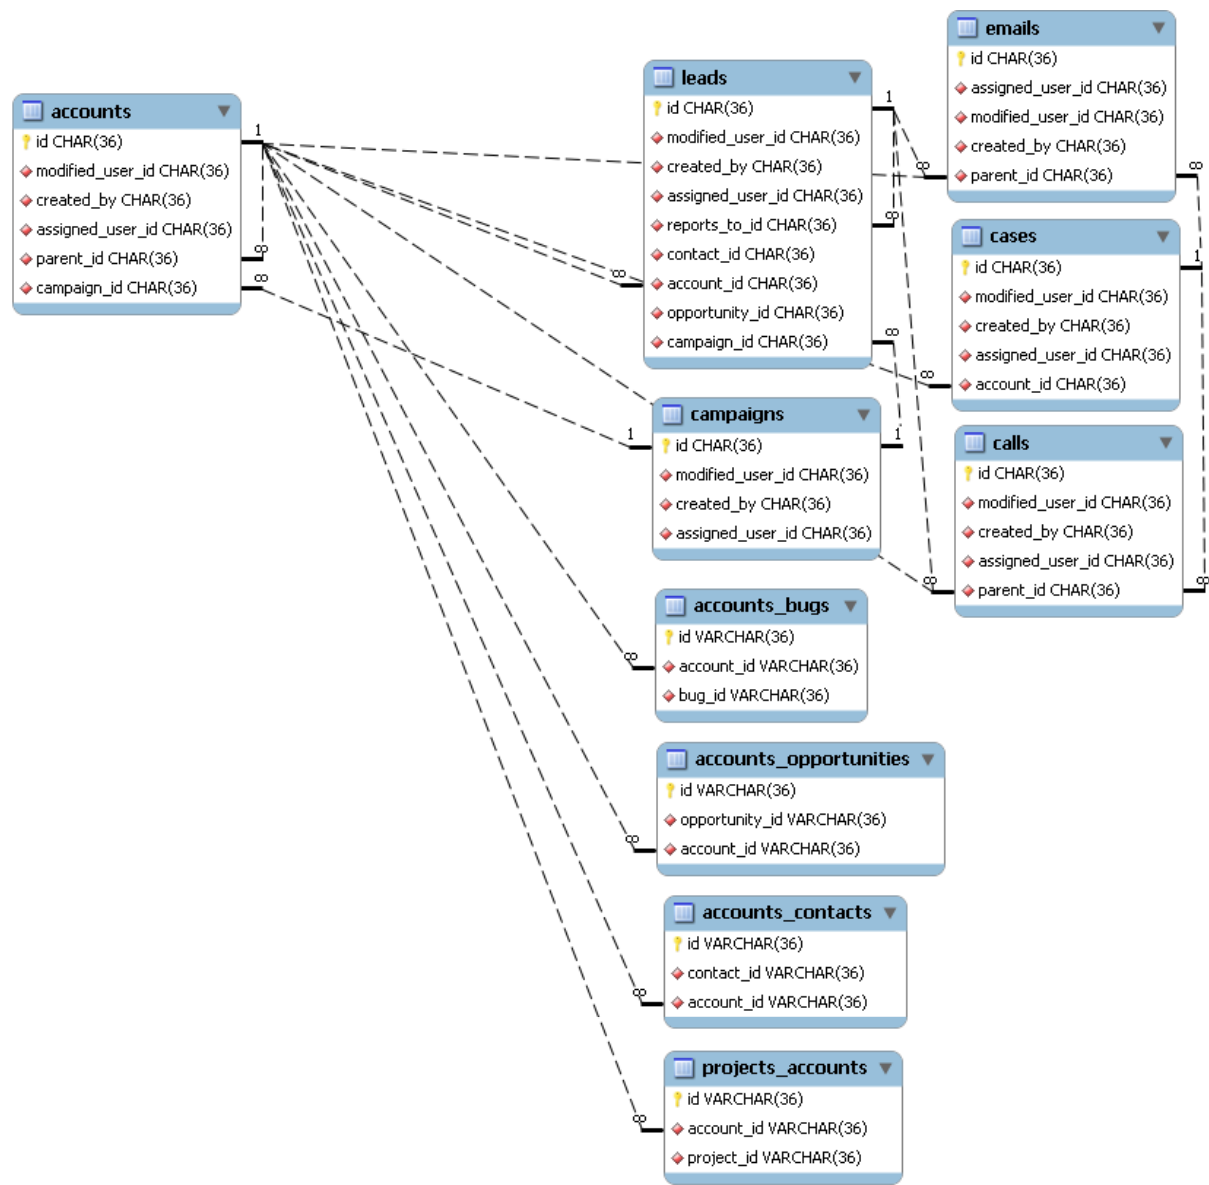 accounts
id CHAR(36)
modified_user_id CHAR(36)
created_by CHAR(36)
assigned_user_id CHAR(36)
parent_id CHAR(36)
campaign_id CHAR(36)
1
∞
∞
leads
id CHAR(36)
modified_user_id CHAR(36)
created_by CHAR(36)
assigned_user_id CHAR(36)
reports_to_id CHAR(36)
contact_id CHAR(36)
account_id CHAR(36)
opportunity_id CHAR(36)
campaign_id CHAR(36)
1
∞
∞
∞
campaigns
id CHAR(36)
modified_user_id CHAR(36)
created_by CHAR(36)
assigned_user_id CHAR(36)
1
1
accounts_bugs
id VARCHAR(36)
account_id VARCHAR(36)
bug_id VARCHAR(36)
∞
accounts_opportunities
id VARCHAR(36)
opportunity_id VARCHAR(36)
account_id VARCHAR(36)
∞
accounts_contacts
id VARCHAR(36)
contact_id VARCHAR(36)
account_id VARCHAR(36)
∞
projects_accounts
id VARCHAR(36)
account_id VARCHAR(36)
project_id VARCHAR(36)
∞
emails
id CHAR(36)
assigned_user_id CHAR(36)
modified_user_id CHAR(36)
created_by CHAR(36)
parent_id CHAR(36)
∞
∞
cases
id CHAR(36)
modified_user_id CHAR(36)
created_by CHAR(36)
assigned_user_id CHAR(36)
account_id CHAR(36)
1
∞
calls
id CHAR(36)
modified_user_id CHAR(36)
created_by CHAR(36)
assigned_user_id CHAR(36)
parent_id CHAR(36)
∞
∞